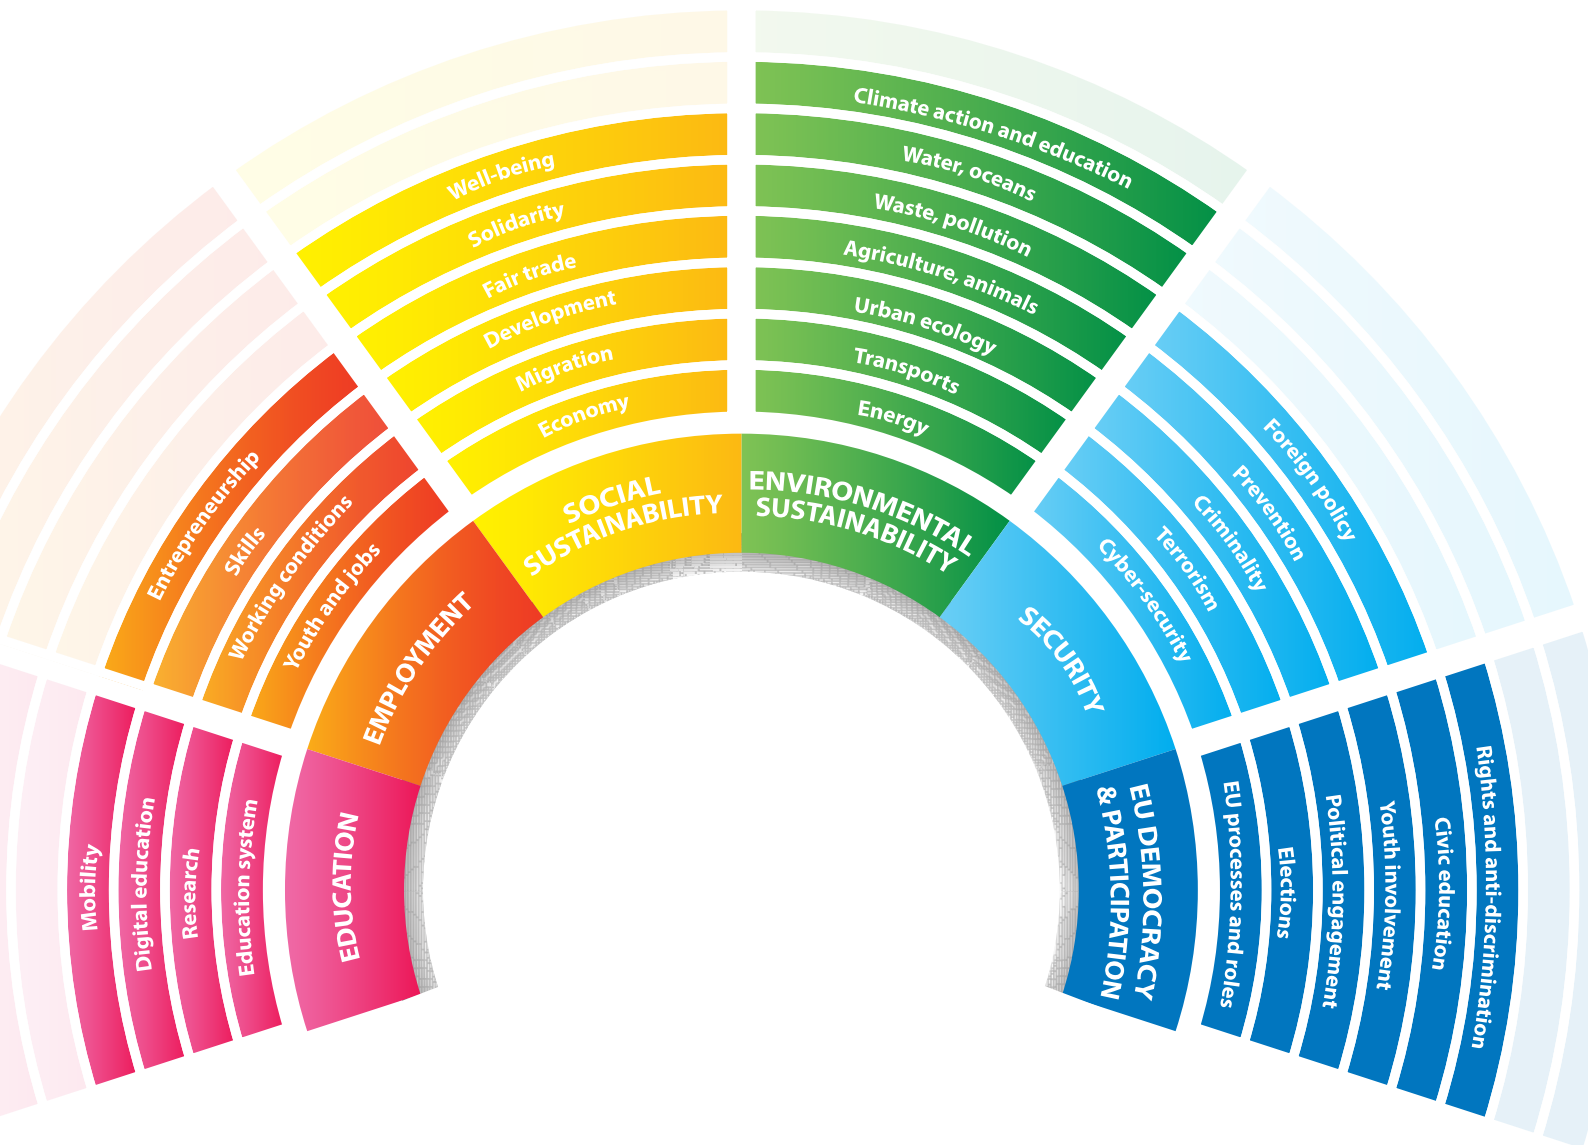 Mobility
Digital education
Research
Education system
EDUCATION
Entrepreneurship
Skills
Working conditions
Youth and jobs
EMPLOYMENT
Well-being
Solidarity
Fair trade
Development
Migration
Economy
SOCIAL
SUSTAINABILITY
Climate action and education
Water, oceans
Waste, pollution
Agriculture, animals
Urban ecology
Transports
Energy
ENVIRONMENTAL
SUSTAINABILITY
Foreign policy
Prevention
Criminality
Terrorism
Cyber-security
SECURITY
EU DEMOCRACY
& PARTICIPATION
EU processes and roles
Elections
Political engagement
Youth involvement
Civic education
Rights and anti-discrimination